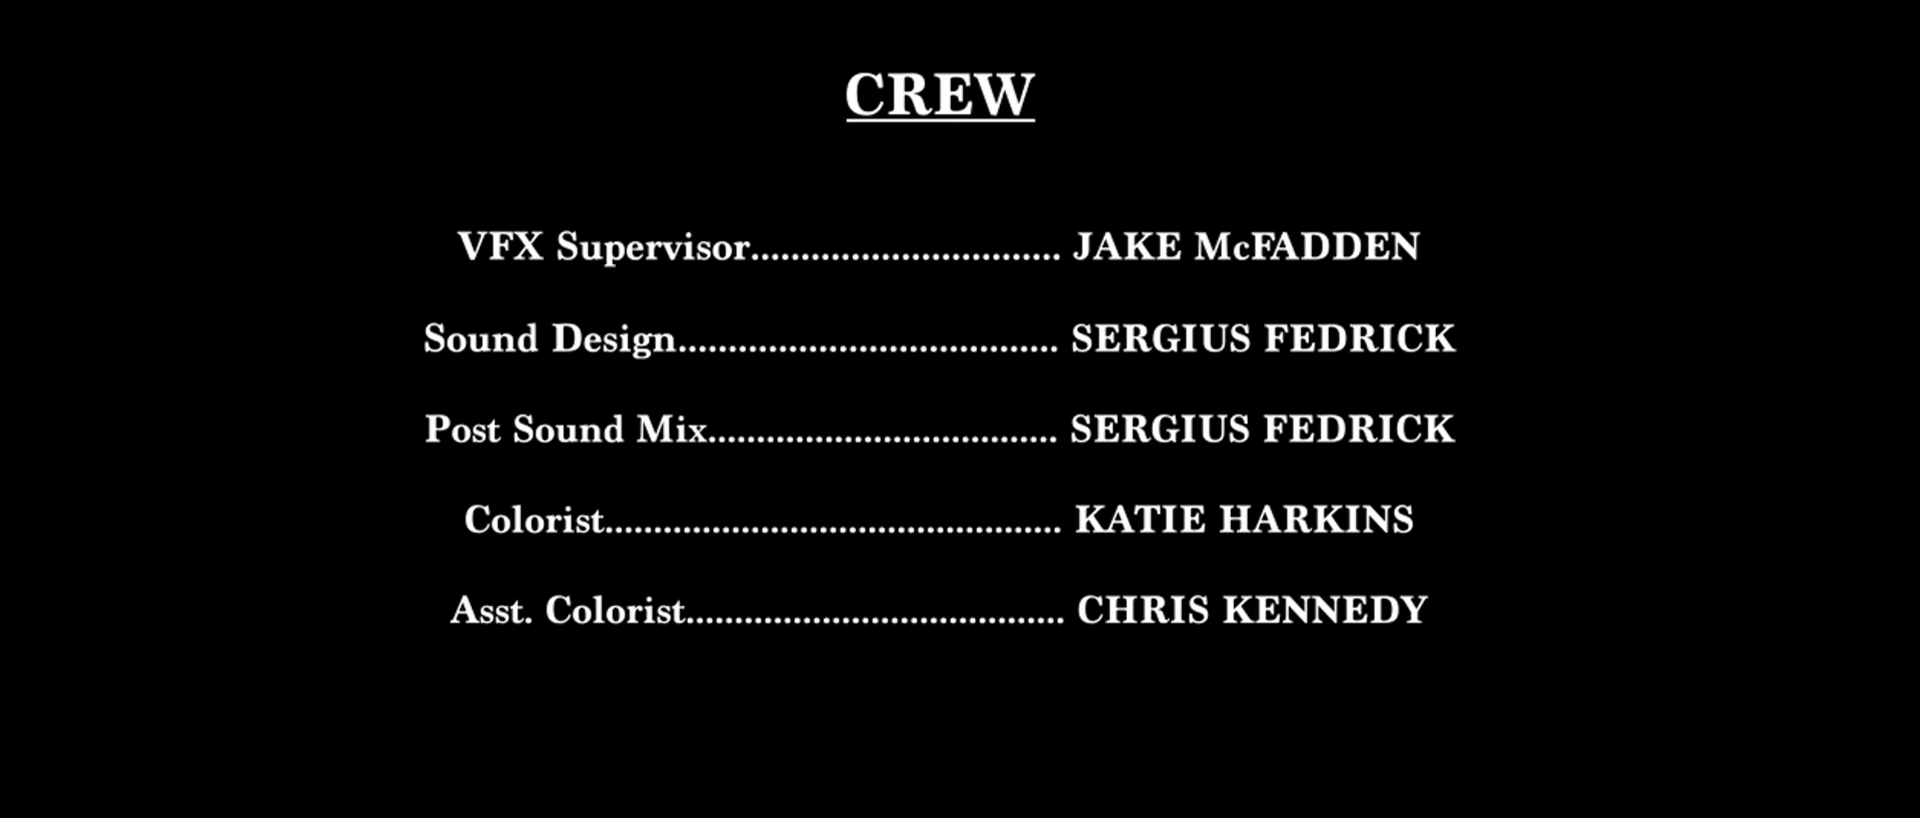 CREW
VFX Supervisor............................... JAKE McFADDEN
Sound Design...................................... SERGIUS FEDRICK
Post Sound Mix................................... SERGIUS FEDRICK
Colorist.............................................. KATIE HARKINS
Asst. Colorist...................................... CHRIS KENNEDY